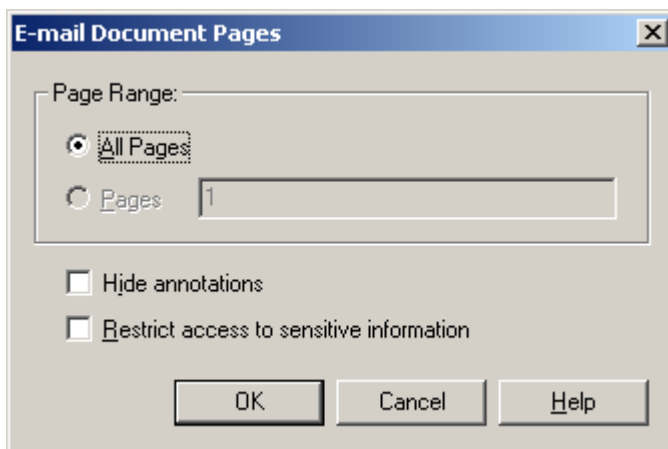 E-mail Document Pages
Page Range:
All Pages
Pages 1
Hide annotations
Restrict access to sensitive information
OK Cancel Help